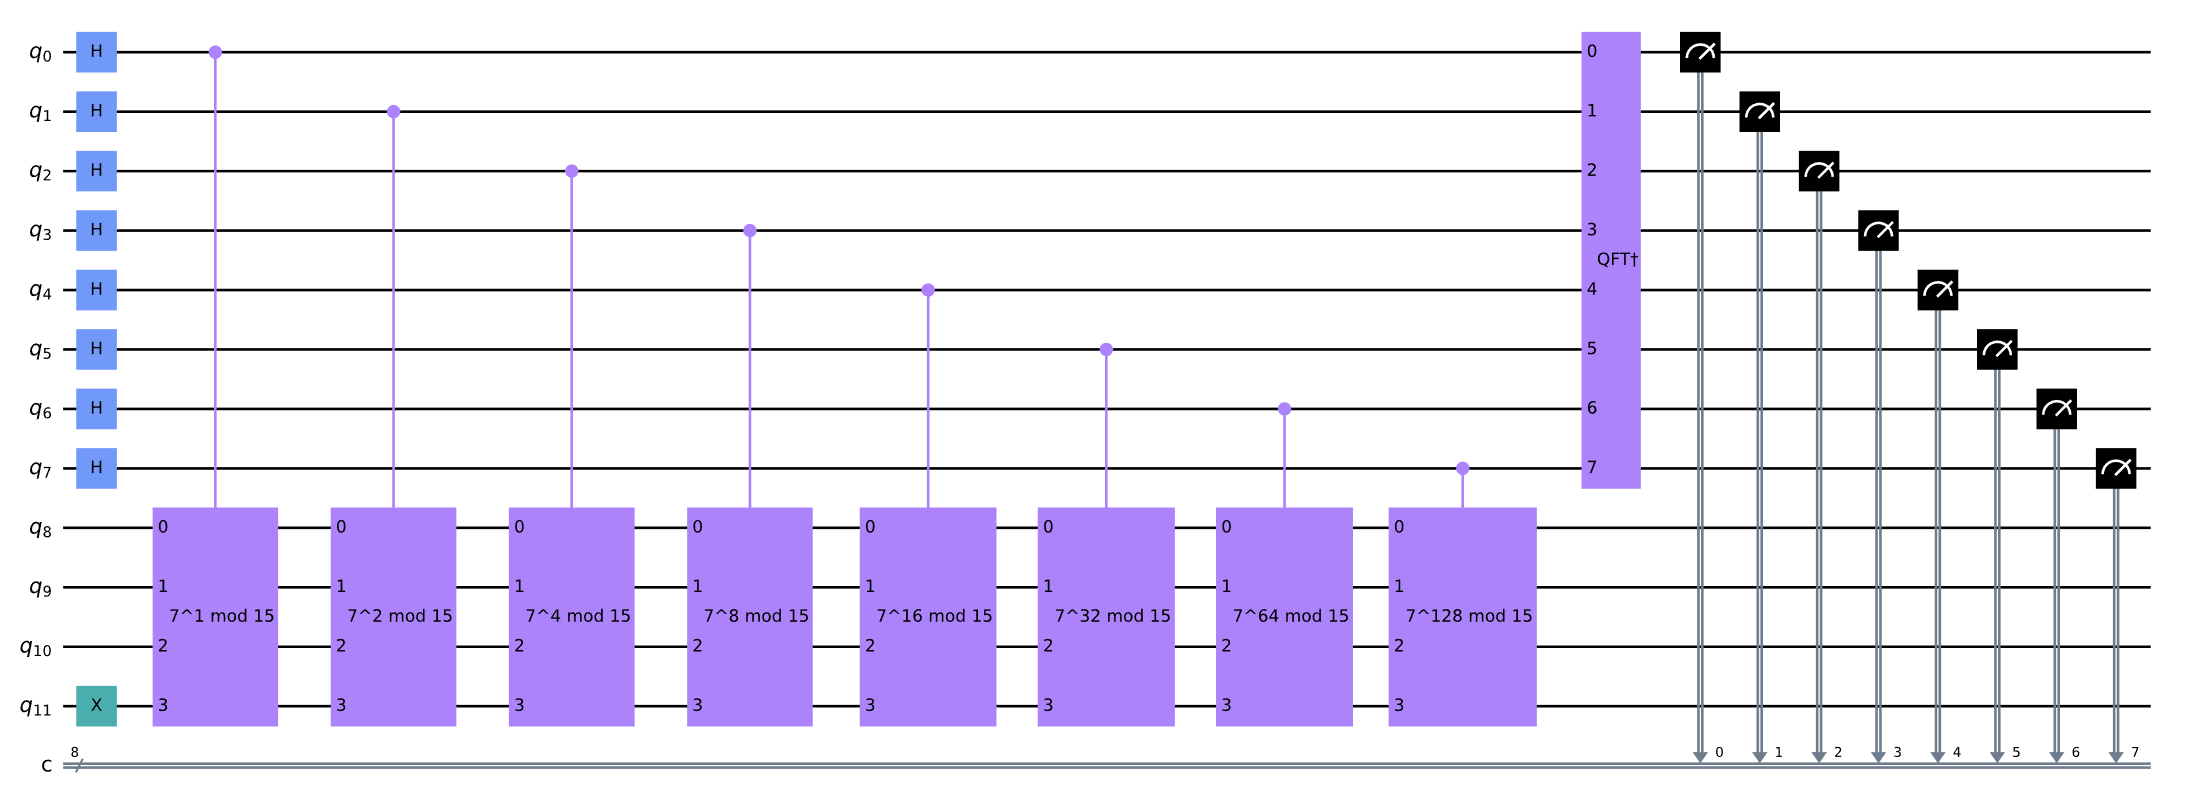 q0 H 0
q1 H 1
q2 H 2
q3 H 3
QFT†
q4 H 4
q5 H 5
q6 H 6
q7 H 7
q8 0 0 0 0 0 0 0 0
q9 1 1 1 1 1 1 1 1
7^1 mod 15 7^2 mod 15 7^4 mod 15 7^8 mod 15 7^16 mod 15 7^32 mod 15 7^64 mod 15 7^128 mod 15
q10 2 2 2 2 2 2 2 2
q11 X 3 3 3 3 3 3 3 3
8 0 1 2 3 4 5 6 7
c